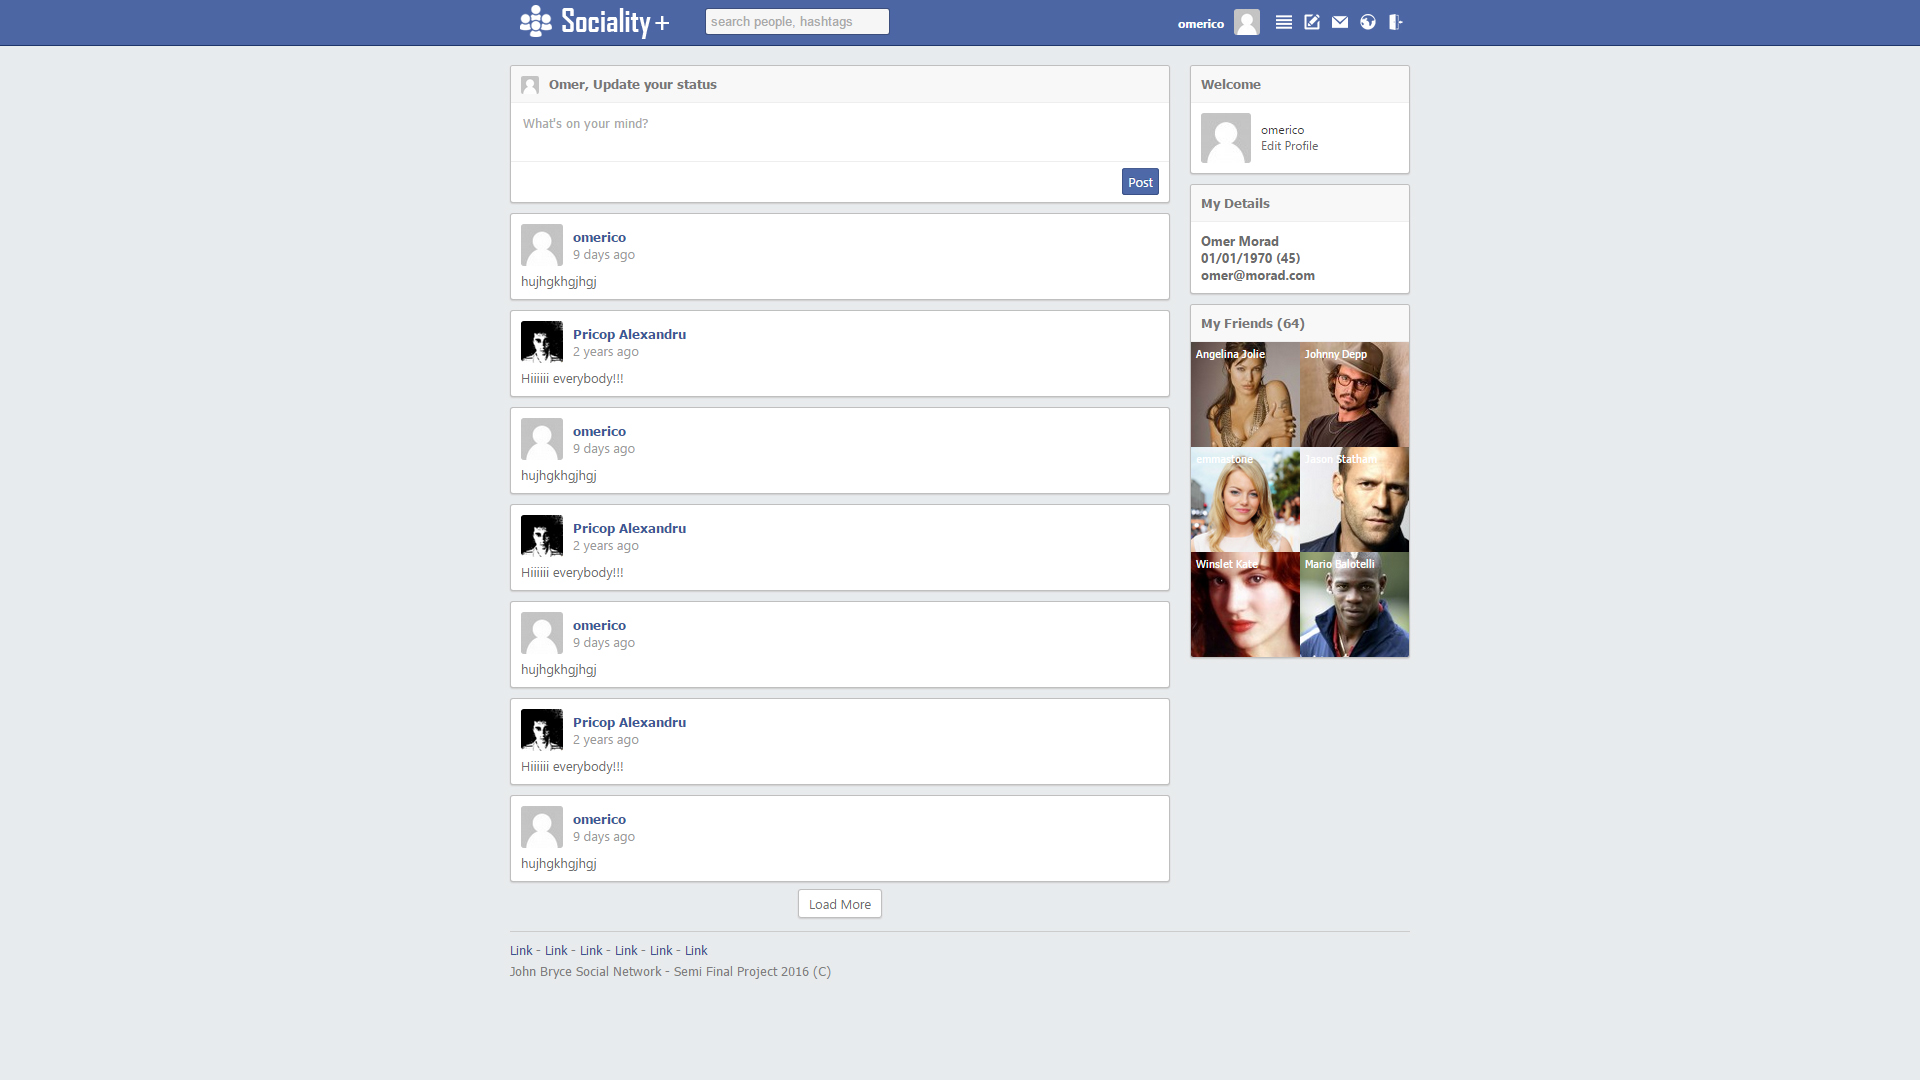 Sociality+
search people, hashtags
omerico
Omer, Update your status
What's on your mind?
Post
omerico
9 days ago
hujhgkhgjhgj
Pricop Alexandru
2 years ago
Hiiiiii everybody!!!
omerico
9 days ago
hujhgkhgjhgj
Pricop Alexandru
2 years ago
Hiiiiii everybody!!!
omerico
9 days ago
hujhgkhgjhgj
Pricop Alexandru
2 years ago
Hiiiiii everybody!!!
omerico
9 days ago
hujhgkhgjhgj
Load More
Welcome
omerico
Edit Profile
My Details
Omer Morad
01/01/1970 (45)
omer@morad.com
My Friends (64)
Angelina Jolie
Johnny Depp
emmastone
Jason Statham
Winslet Kate
Mario Balotelli
Link - Link - Link - Link - Link - Link
John Bryce Social Network - Semi Final Project 2016 (C)